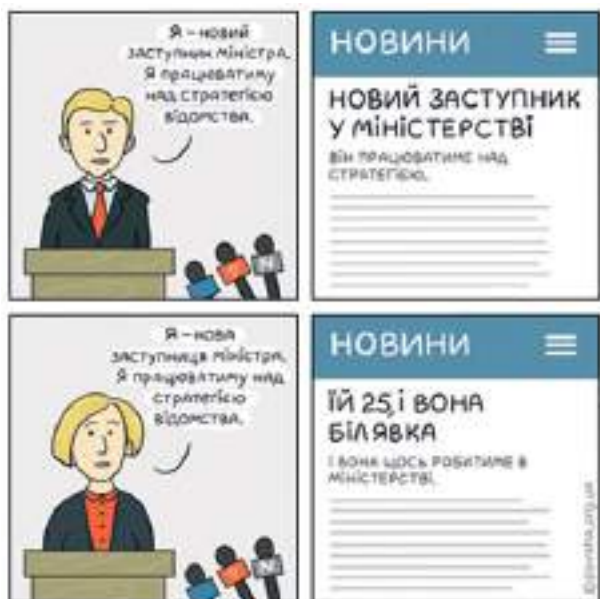 Я – новий
заступник міністра.
Я працюватиму
над стратегією
відомства.
НОВИНИ
НОВИЙ ЗАСТУПНИК
У МІНІСТЕРСТВІ
ВІН ПРАЦЮВАТИМЕ НАД
СТРАТЕГІЄЮ.
Я – нова
заступниця міністра.
Я працюватиму над
стратегією
відомства.
НОВИНИ
ЇЙ 25, І ВОНА
БІЛЯВКА
І ВОНА ЩОСЬ РОБИТИМЕ В
МІНІСТЕРСТВІ.